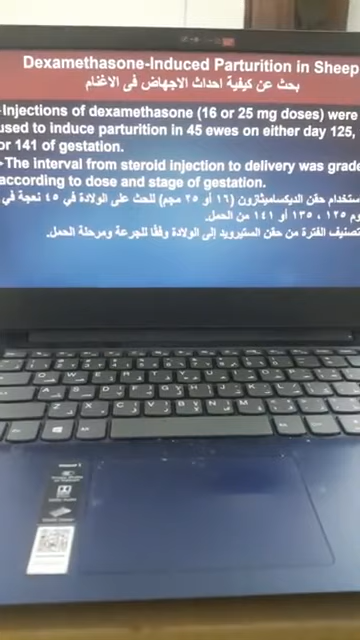 Dexamethasone-Induced Parturition in Sheep
بحث عن كيفية احداث الاجهاض فى الاغنام
-Injections of dexamethasone (16 or 25 mg doses) were
used to induce parturition in 45 ewes on either day 125,
or 141 of gestation.
-The interval from steroid injection to delivery was grade
according to dose and stage of gestation.
استخدام حقن الديكساميثازون (١٦ أو ٢٥ مجم) للحث على الولادة في ٤٥ نعجة في
يوم ١٢٥ ، ١٣٥ أو ١٤١ من الحمل.
تصنيف الفترة من حقن الستيرويد إلى الولادة وفقًا للجرعة ومرحلة الحمل.